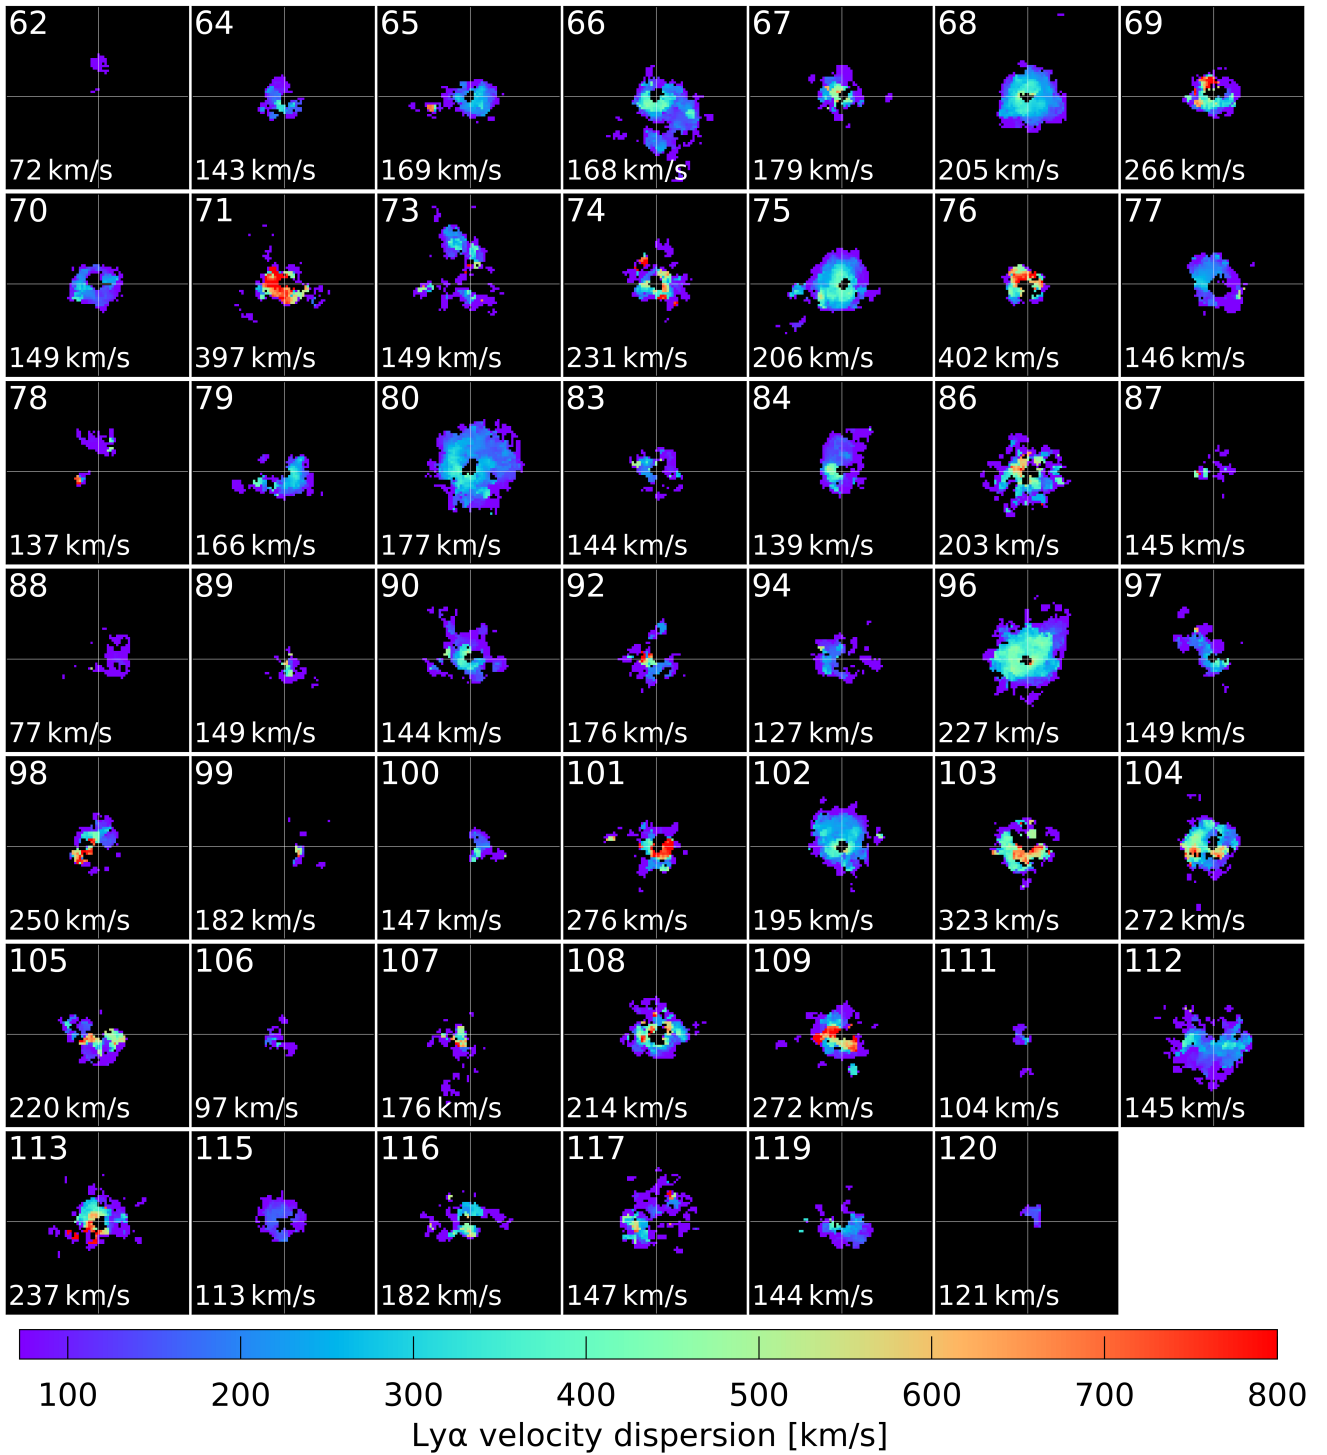 62 64 65 66 67 68 69
72 km/s 143 km/s 169 km/s 168 km/s 179 km/s 205 km/s 266 km/s
70 71 73 74 75 76 77
149 km/s 397 km/s 149 km/s 231 km/s 206 km/s 402 km/s 146 km/s
78 79 80 83 84 86 87
137 km/s 166 km/s 177 km/s 144 km/s 139 km/s 203 km/s 145 km/s
88 89 90 92 94 96 97
77 km/s 149 km/s 144 km/s 176 km/s 127 km/s 227 km/s 149 km/s
98 99 100 101 102 103 104
250 km/s 182 km/s 147 km/s 276 km/s 195 km/s 323 km/s 272 km/s
105 106 107 108 109 111 112
220 km/s 97 km/s 176 km/s 214 km/s 272 km/s 104 km/s 145 km/s
113 115 116 117 119 120
237 km/s 113 km/s 182 km/s 147 km/s 144 km/s 121 km/s
100 200 300 400 500 600 700 800
Lyα velocity dispersion [km/s]